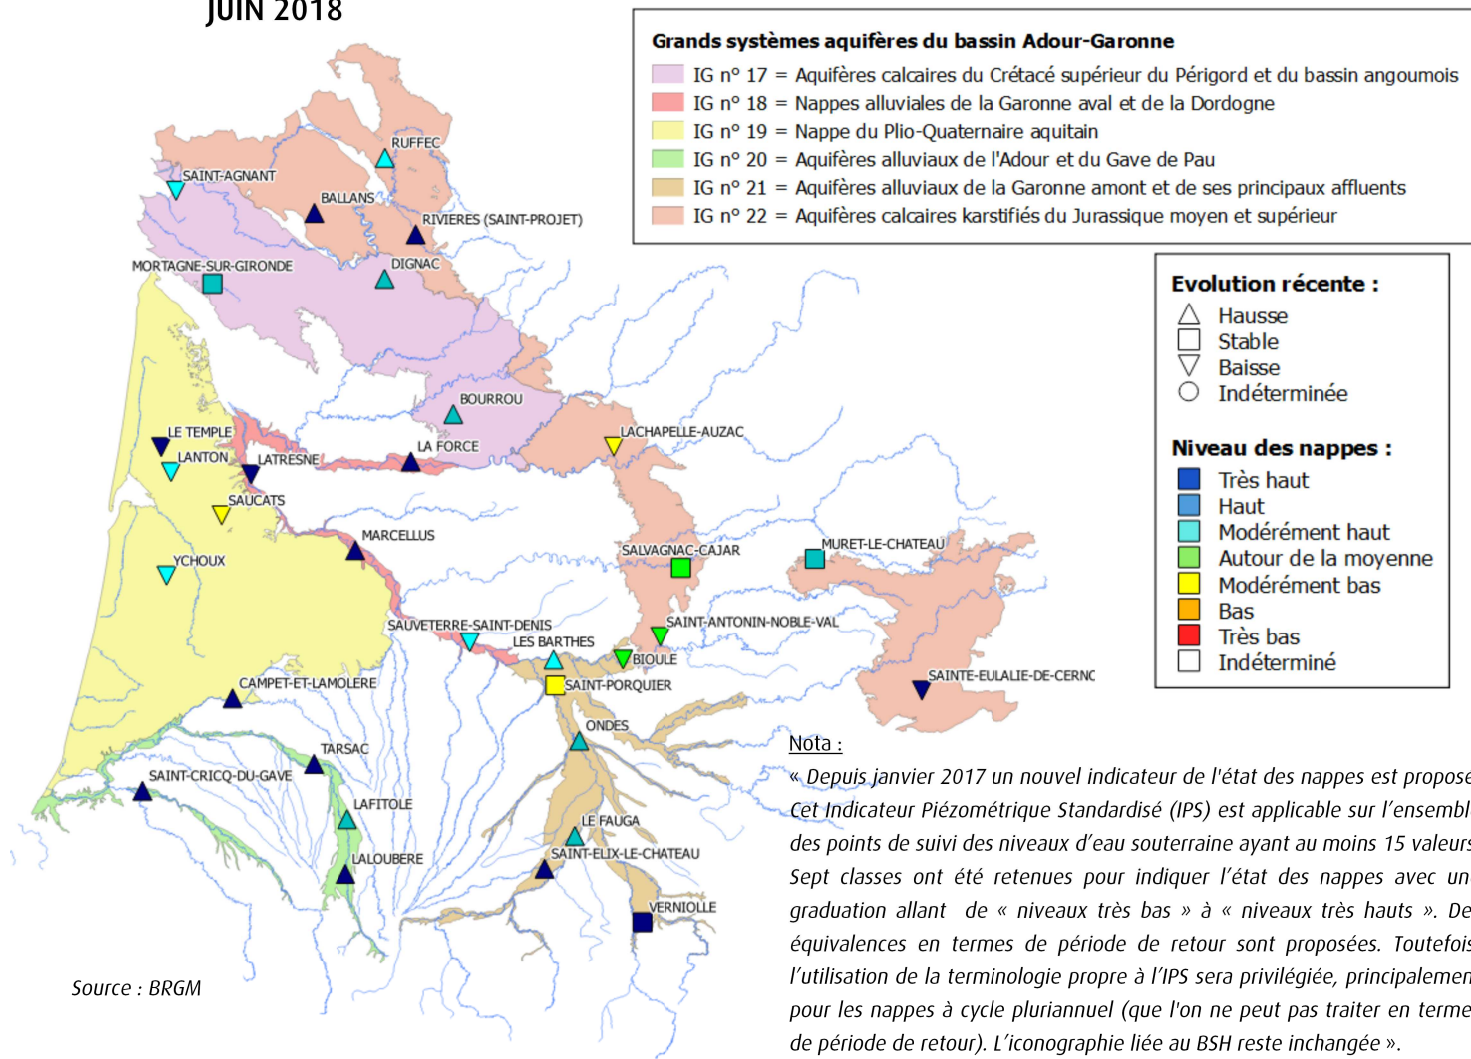 JUIN 2018
Grands systèmes aquifères du bassin Adour-Garonne
IG n° 17 = Aquifères calcaires du Crétacé supérieur du Périgord et du bassin angoumois
IG n° 18 = Nappes alluviales de la Garonne aval et de la Dordogne
IG n° 19 = Nappe du Plio-Quaternaire aquitain
IG n° 20 = Aquifères alluviaux de l'Adour et du Gave de Pau
IG n° 21 = Aquifères alluviaux de la Garonne amont et de ses principaux affluents
IG n° 22 = Aquifères calcaires karstifiés du Jurassique moyen et supérieur
Evolution récente :
Hausse
Stable
Baisse
Indéterminée
Niveau des nappes :
Très haut
Haut
Modérément haut
Autour de la moyenne
Modérément bas
Bas
Très bas
Indéterminé
RUFFEC
SAINT-AGNANT
BALLANS
RIVIERES (SAINT-PROJET)
MORTAGNE-SUR-GIRONDE
DIGNAC
BOURROU
LE TEMPLE
LACHAPELLE-AUZAC
LA FORCE
LANTON
LATRESNE
SAUCATS
MARCELLUS
YCHOUX
SALVAGNAC-CAJAR
MURET-LE-CHATEAU
SAUVETERRE-SAINT-DENIS
SAINT-ANTONIN-NOBLE-VAL
LES BARTHES
BIOULE
SAINTE-EULALIE-DE-CERNC
CAMPET-ET-LAMOLERE
SAINT-PORQUIER
ONDES
TARSAC
SAINT-CRICQ-DU-GAVE
LAFITOLE
LE FAUGA
LALOUBERE
SAINT-ELIX-LE-CHATEAU
VERNIOLLE
Source : BRGM
Nota :
« Depuis janvier 2017 un nouvel indicateur de l'état des nappes est propose
Cet Indicateur Piézométrique Standardisé (IPS) est applicable sur l'ensembl
des points de suivi des niveaux d'eau souterraine ayant au moins 15 valeurs
Sept classes ont été retenues pour indiquer l'état des nappes avec un
graduation allant de « niveaux très bas » à « niveaux très hauts ». De
équivalences en termes de période de retour sont proposées. Toutefois
l'utilisation de la terminologie propre à l'IPS sera privilégiée, principalemen
pour les nappes à cycle pluriannuel (que l'on ne peut pas traiter en terme
de période de retour). L'iconographie liée au BSH reste inchangée ».